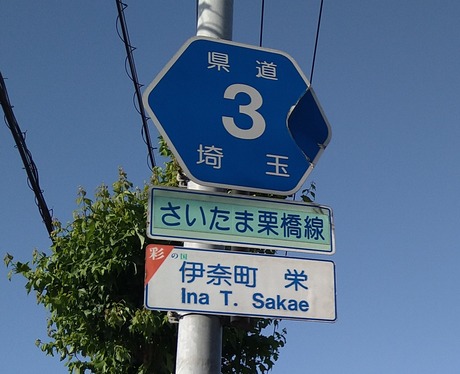 県道
3
埼玉
さいたま栗橋線
彩の国
伊奈町 栄
Ina T. Sakae